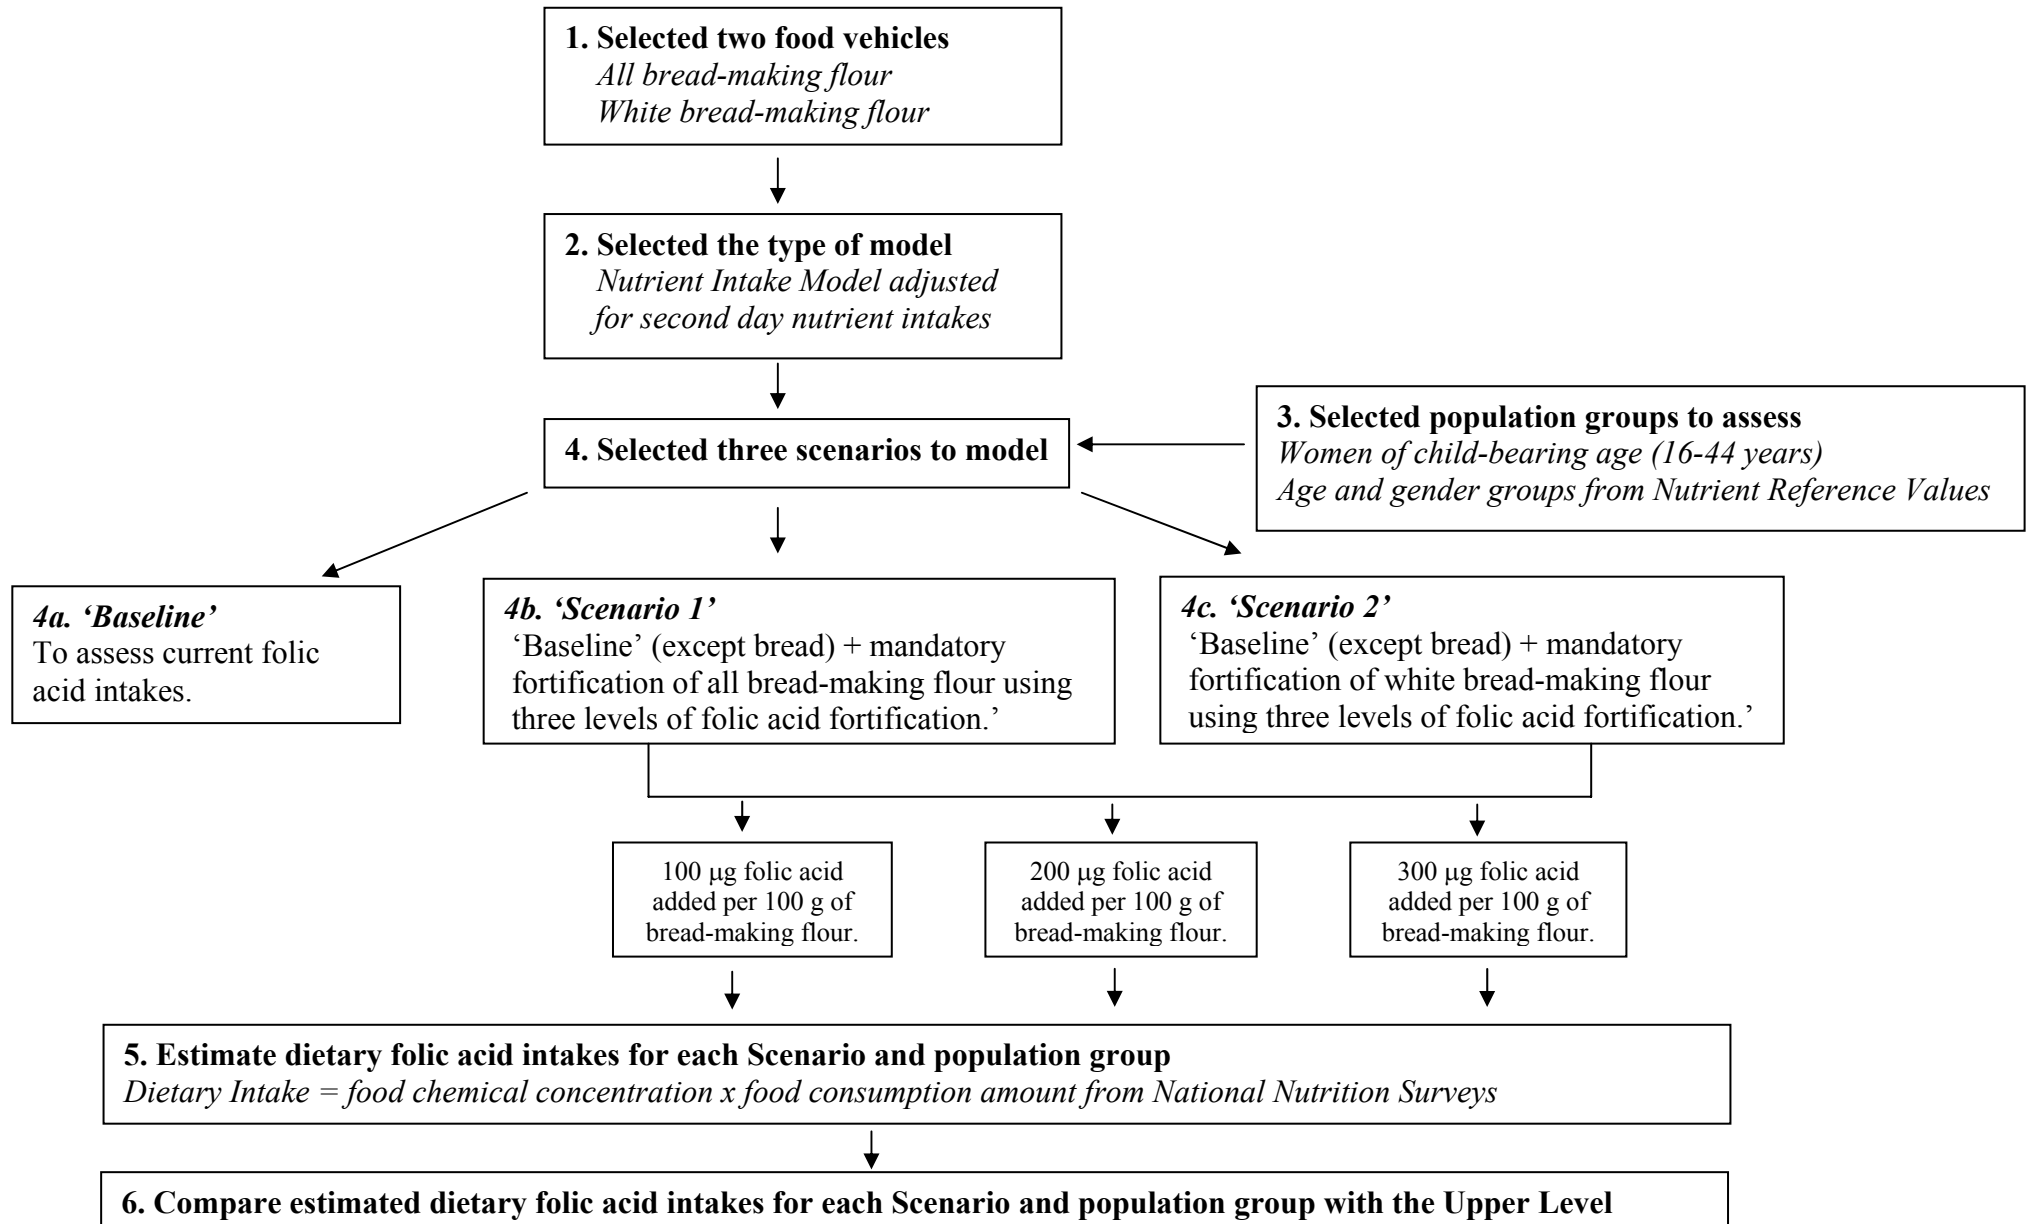 1. Selected two food vehicles
All bread-making flour
White bread-making flour
2. Selected the type of model
Nutrient Intake Model adjusted
for second day nutrient intakes
3. Selected population groups to assess
Women of child-bearing age (16-44 years)
Age and gender groups from Nutrient Reference Values
4. Selected three scenarios to model
4a. ‘Baseline’
To assess current folic
acid intakes.
4b. ‘Scenario 1’
‘Baseline’ (except bread) + mandatory
fortification of all bread-making flour using
three levels of folic acid fortification.’
4c. ‘Scenario 2’
‘Baseline’ (except bread) + mandatory
fortification of white bread-making flour
using three levels of folic acid fortification.’
100 µg folic acid
added per 100 g of
bread-making flour.
200 µg folic acid
added per 100 g of
bread-making flour.
300 µg folic acid
added per 100 g of
bread-making flour.
5. Estimate dietary folic acid intakes for each Scenario and population group
Dietary Intake = food chemical concentration x food consumption amount from National Nutrition Surveys
6. Compare estimated dietary folic acid intakes for each Scenario and population group with the Upper Level